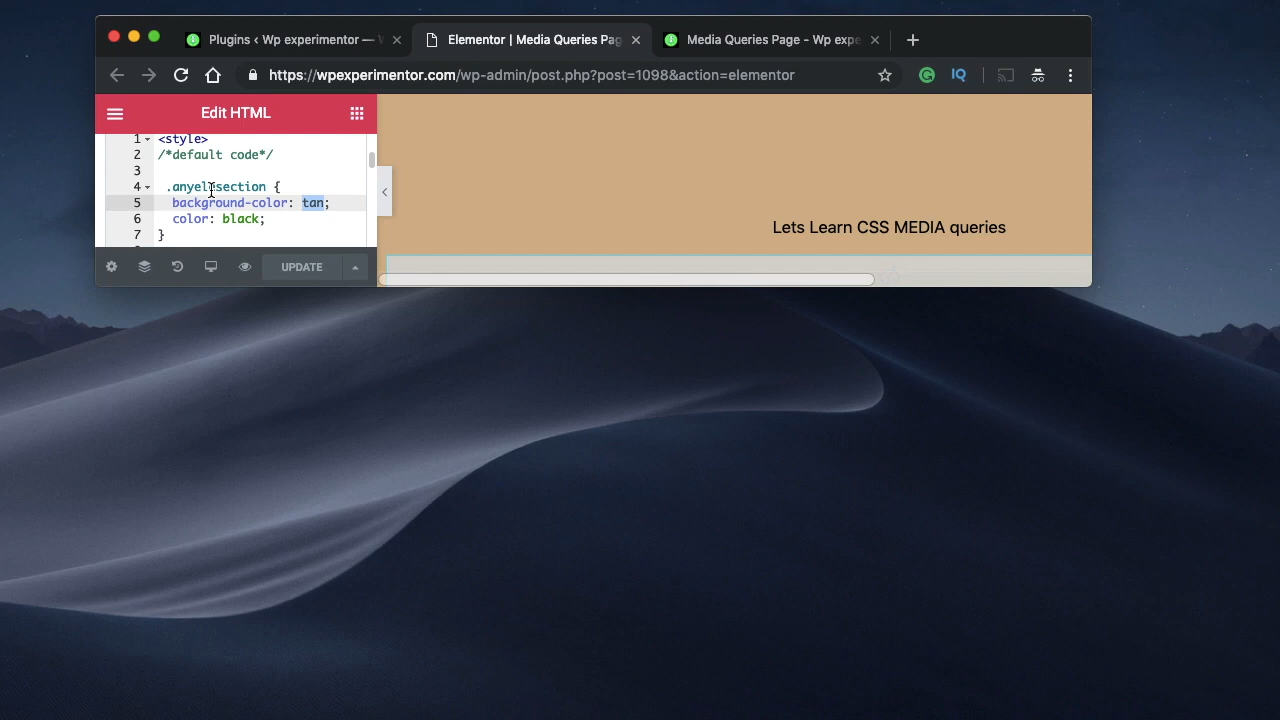 Plugins ‹ Wp experimentor —
Elementor | Media Queries Pag
Media Queries Page - Wp expe
https://wpexperimentor.com/wp-admin/post.php?post=1098&action=elementor
IQ
Edit HTML
1 <style>
2 /*default code*/
3
4 .anyelisection {
5 background-color: tan;
6 color: black;
7 }
Lets Learn CSS MEDIA queries
UPDATE